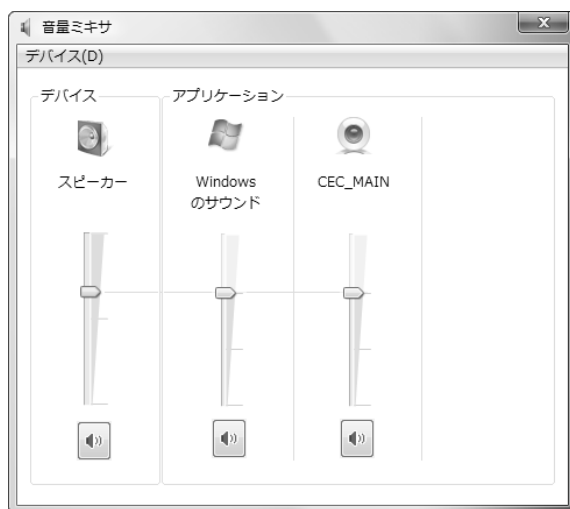 音量ミキサ
デバイス(D)
デバイス
アプリケーション
スピーカー
Windows
のサウンド
CEC_MAIN